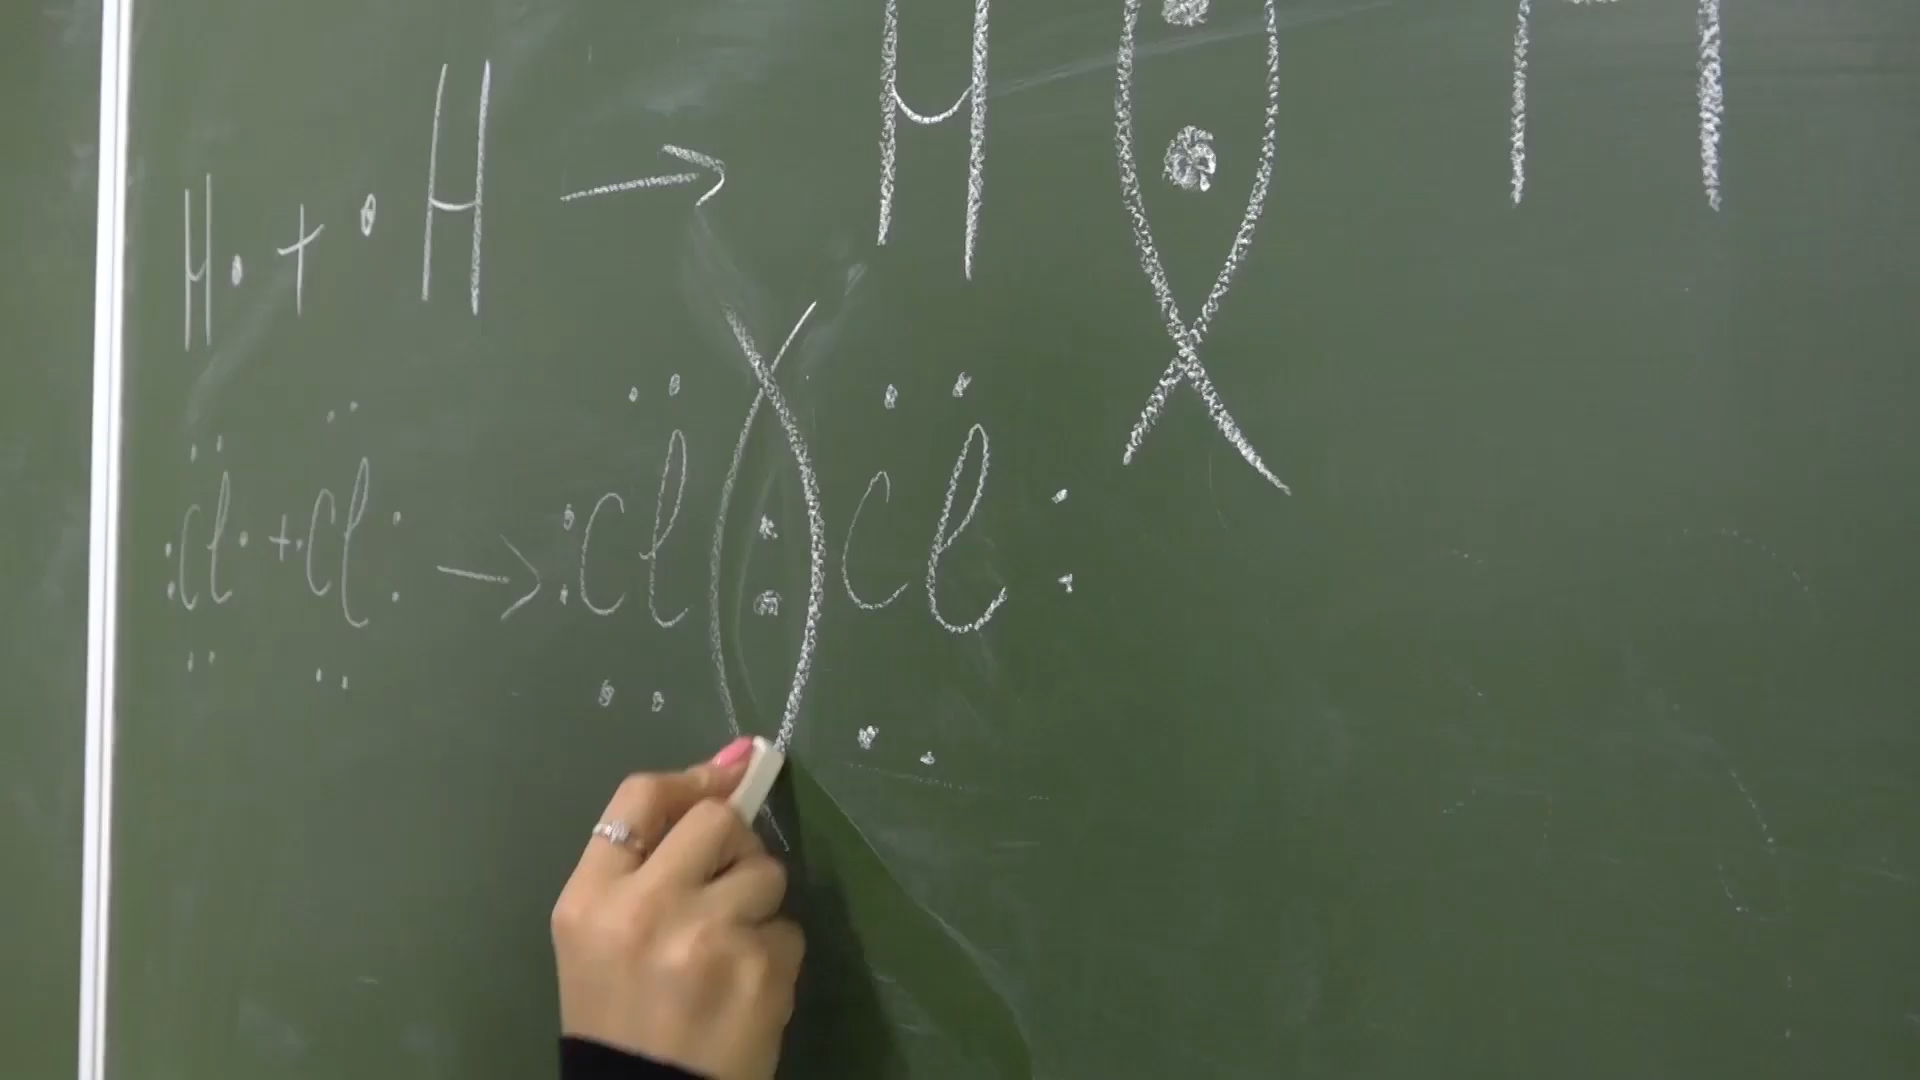 H· + ·H → H : H
:Cl· + ·Cl: → :Cl : Cl: